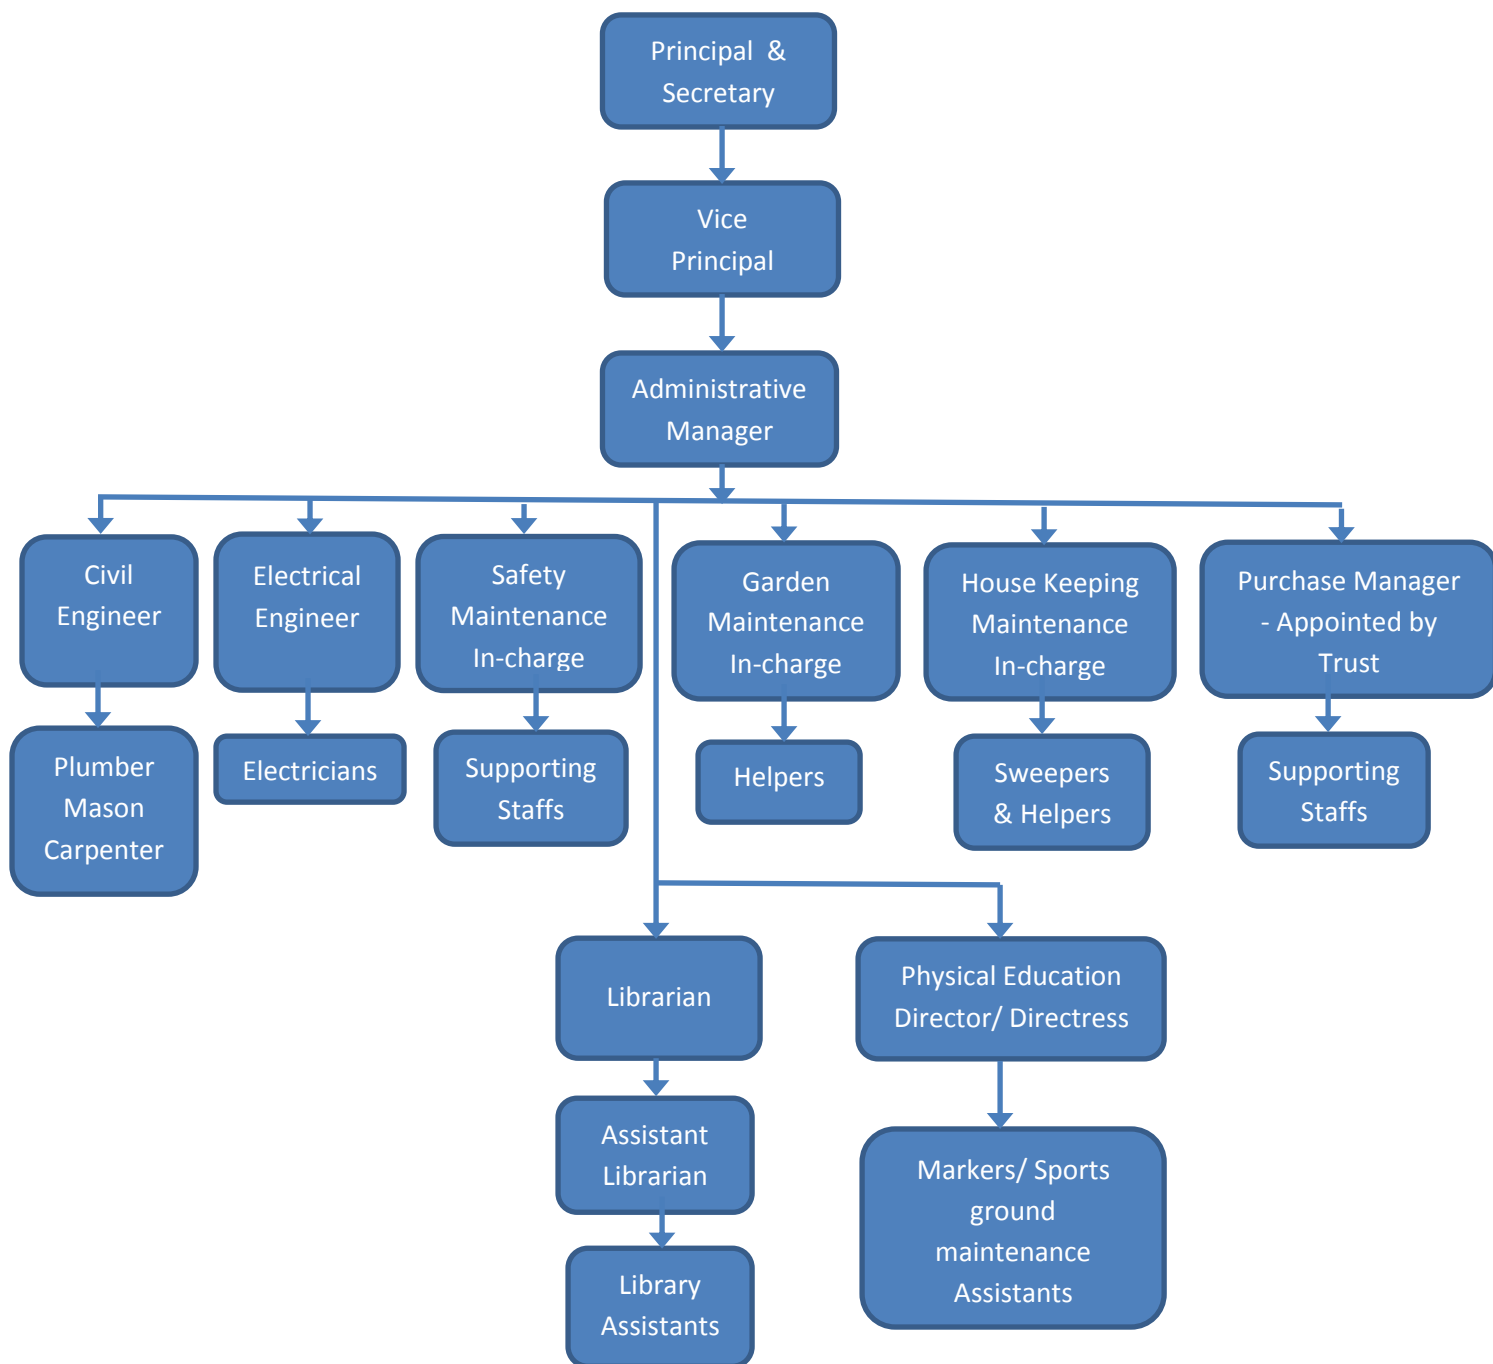 Principal &
Secretary
Vice
Principal
Administrative
Manager
Civil
Engineer
Electrical
Engineer
Safety
Maintenance
In-charge
Garden
Maintenance
In-charge
House Keeping
Maintenance
In-charge
Purchase Manager
- Appointed by
Trust
Plumber
Mason
Carpenter
Electricians
Supporting
Staffs
Helpers
Sweepers
& Helpers
Supporting
Staffs
Librarian
Physical Education
Director/ Directress
Assistant
Librarian
Markers/ Sports
ground
maintenance
Assistants
Library
Assistants